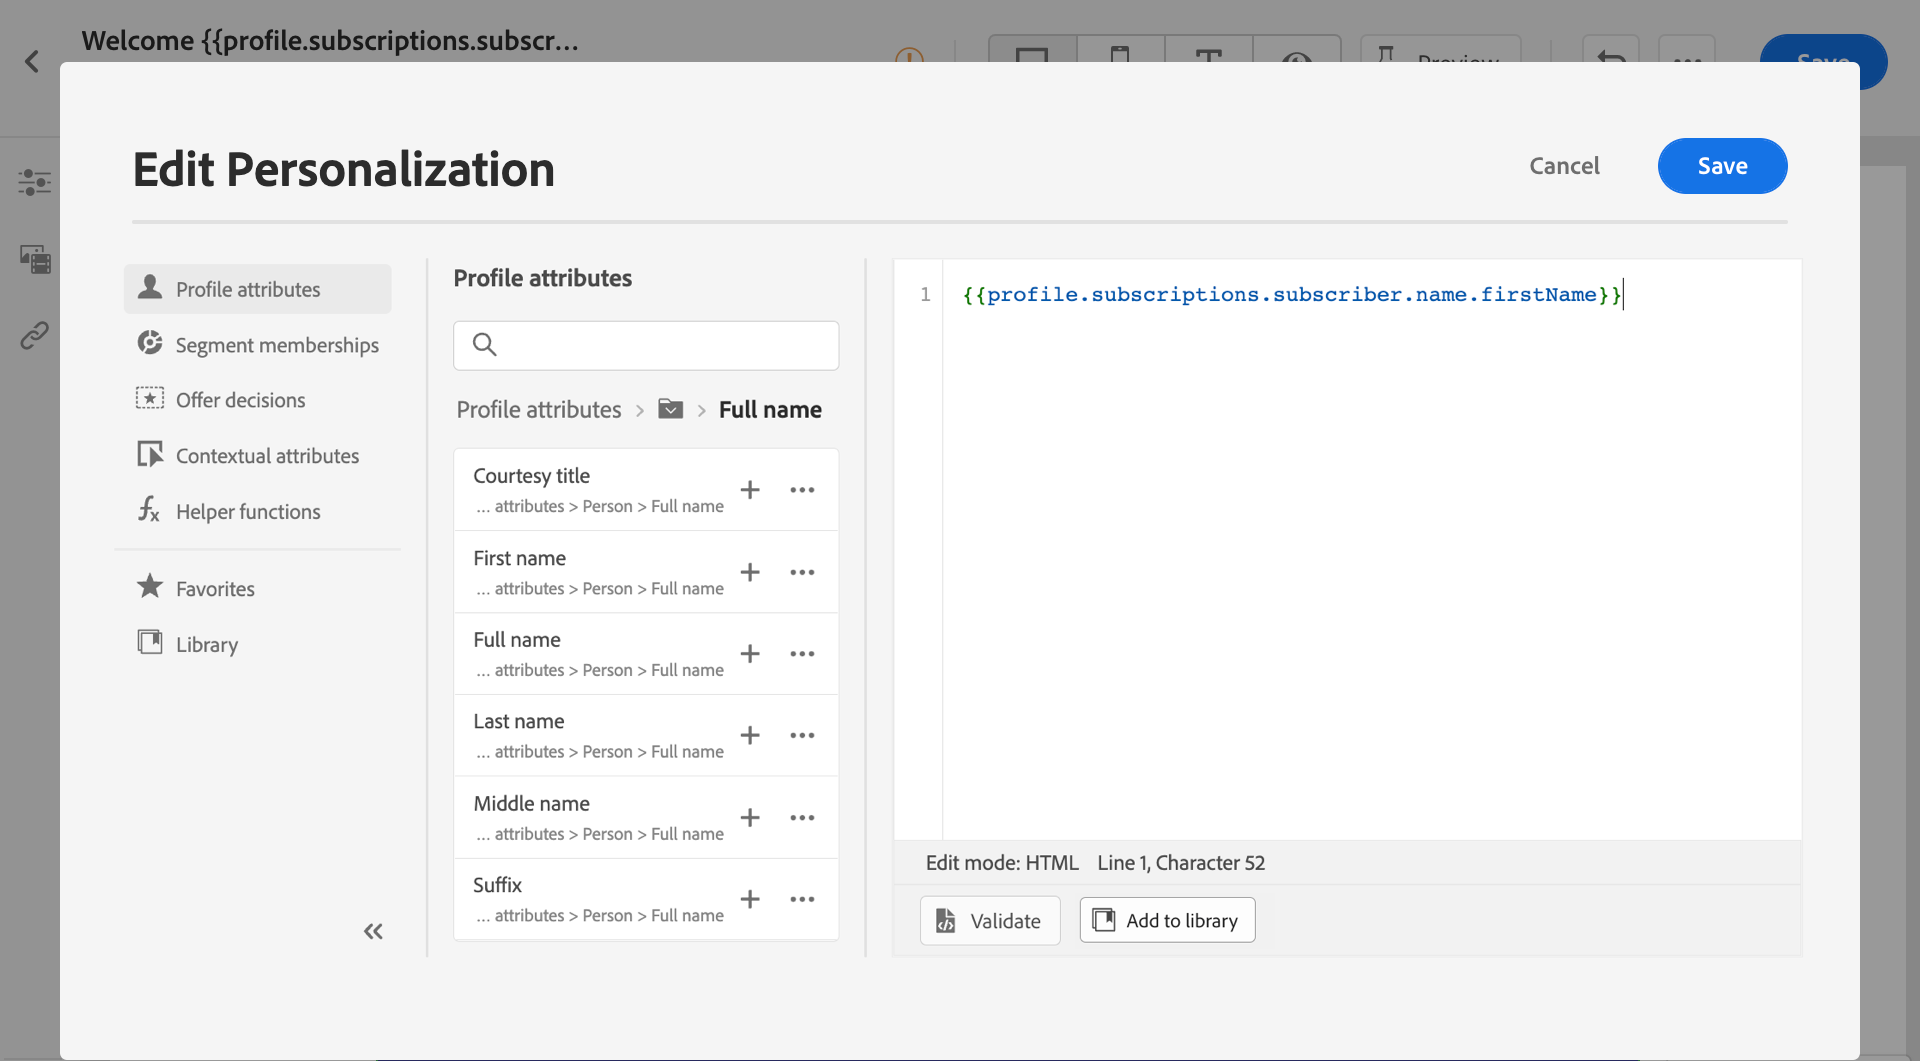 Welcome {{profile.subscriptions.subscr...
Edit Personalization
Cancel
Save
Profile attributes
Segment memberships
Offer decisions
Contextual attributes
Helper functions
Favorites
Library
Profile attributes
Profile attributes > > Full name
Courtesy title
... attributes > Person > Full name
First name
... attributes > Person > Full name
Full name
... attributes > Person > Full name
Last name
... attributes > Person > Full name
Middle name
... attributes > Person > Full name
Suffix
... attributes > Person > Full name
1 {{profile.subscriptions.subscriber.name.firstName}}
Edit mode: HTML Line 1, Character 52
Validate
Add to library